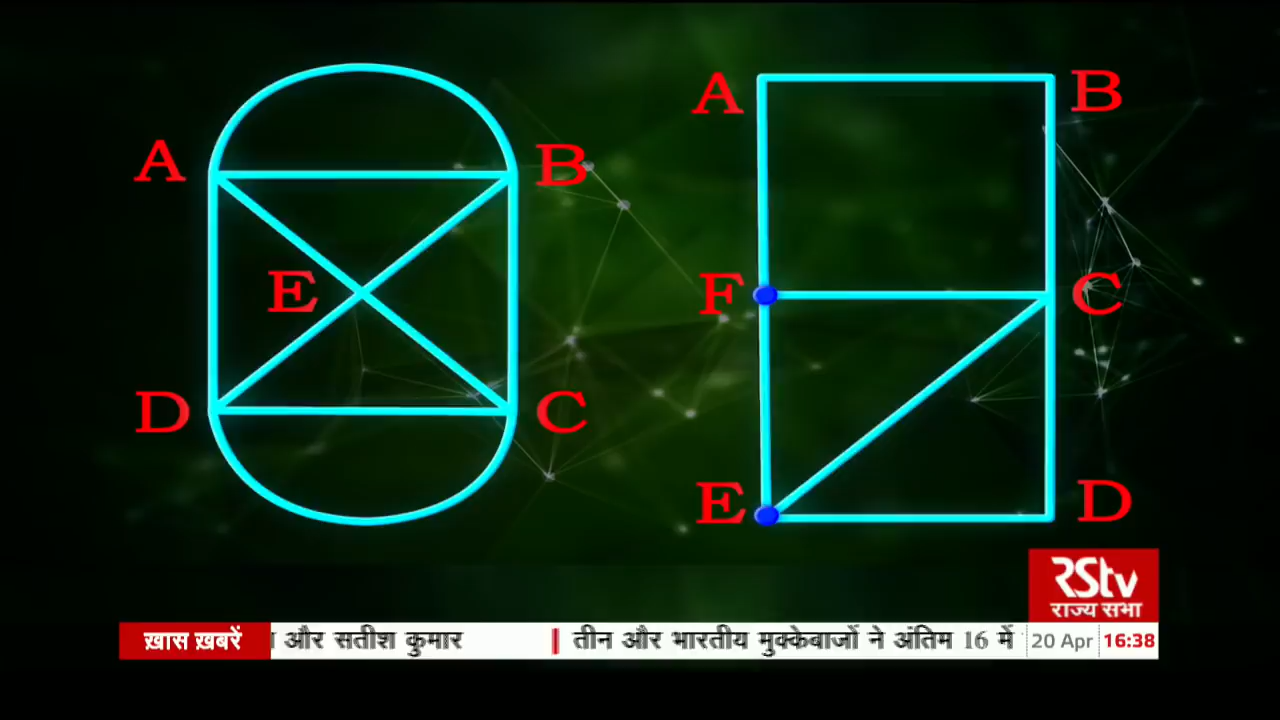 A
B
E
D
C
A
B
F
C
E
D
RStv
राज्य सभा
ख़ास ख़बरें
और सतीश कुमार | तीन और भारतीय मुक्केबाजों ने अंतिम 16 में
20 Apr 16:38